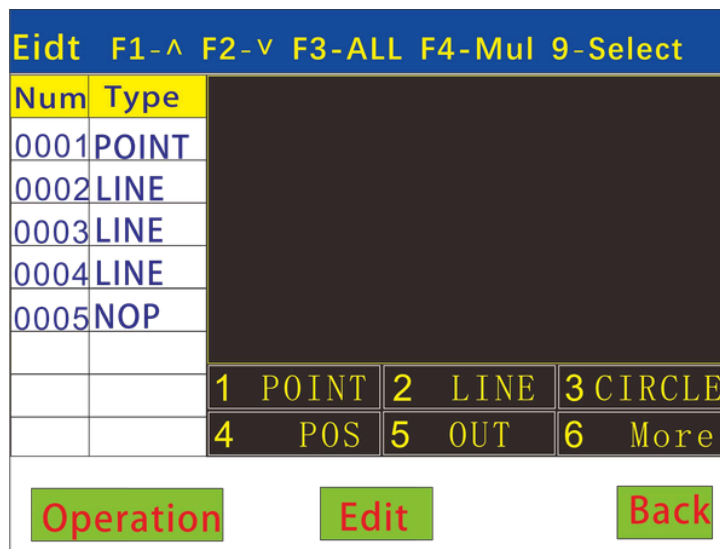 Eidt F1-^ F2-v F3-ALL F4-Mul 9-Select
Num Type
0001 POINT
0002 LINE
0003 LINE
0004 LINE
0005 NOP
1 POINT 2 LINE 3 CIRCLE
4 POS 5 OUT 6 More
Operation Edit Back